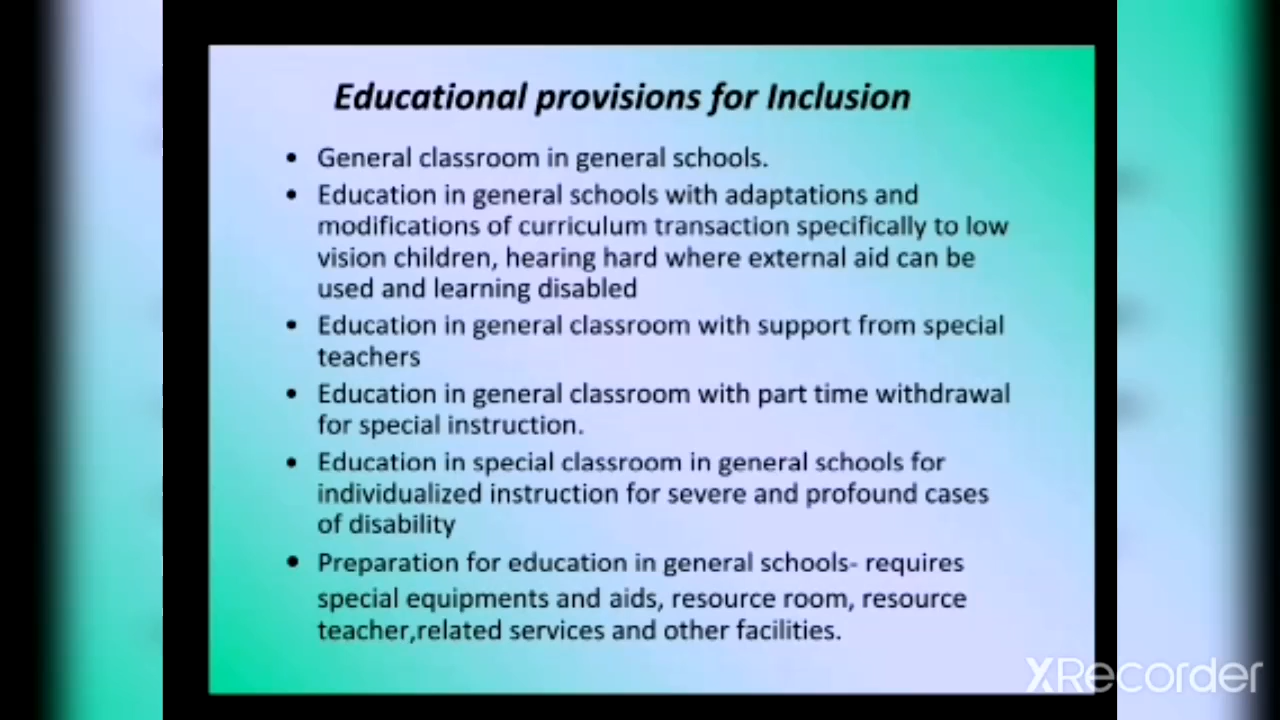 Educational provisions for Inclusion
• General classroom in general schools.
• Education in general schools with adaptations and
modifications of curriculum transaction specifically to low
vision children, hearing hard where external aid can be
used and learning disabled
• Education in general classroom with support from special
teachers
• Education in general classroom with part time withdrawal
for special instruction.
• Education in special classroom in general schools for
individualized instruction for severe and profound cases
of disability
• Preparation for education in general schools- requires
special equipments and aids, resource room, resource
teacher,related services and other facilities.
XRecorder